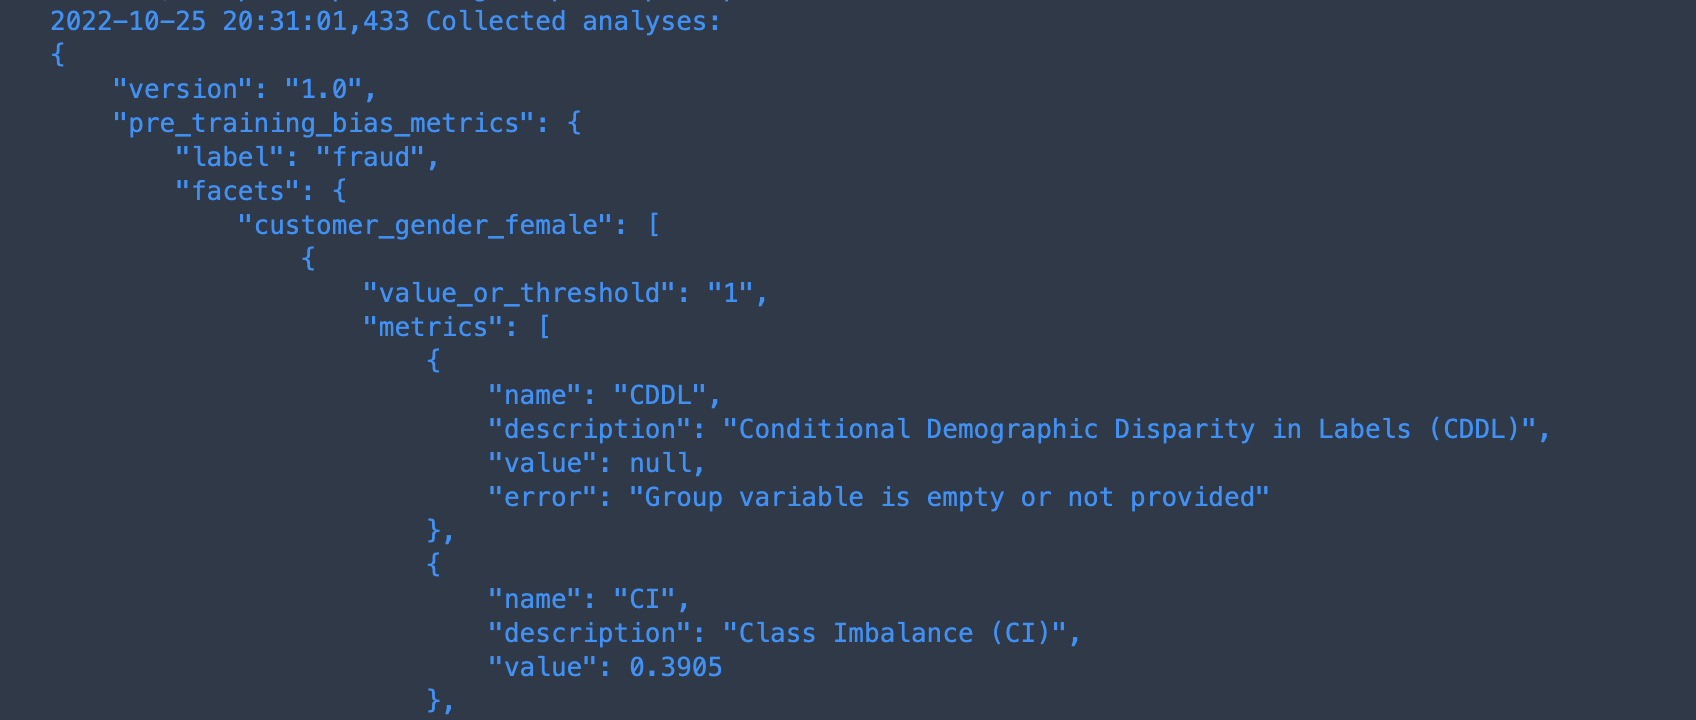 2022-10-25 20:31:01,433 Collected analyses:
{
    "version": "1.0",
    "pre_training_bias_metrics": {
        "label": "fraud",
        "facets": {
            "customer_gender_female": [
                {
                    "value_or_threshold": "1",
                    "metrics": [
                        {
                            "name": "CDDL",
                            "description": "Conditional Demographic Disparity in Labels (CDDL)",
                            "value": null,
                            "error": "Group variable is empty or not provided"
                        },
                        {
                            "name": "CI",
                            "description": "Class Imbalance (CI)",
                            "value": 0.3905
                        },